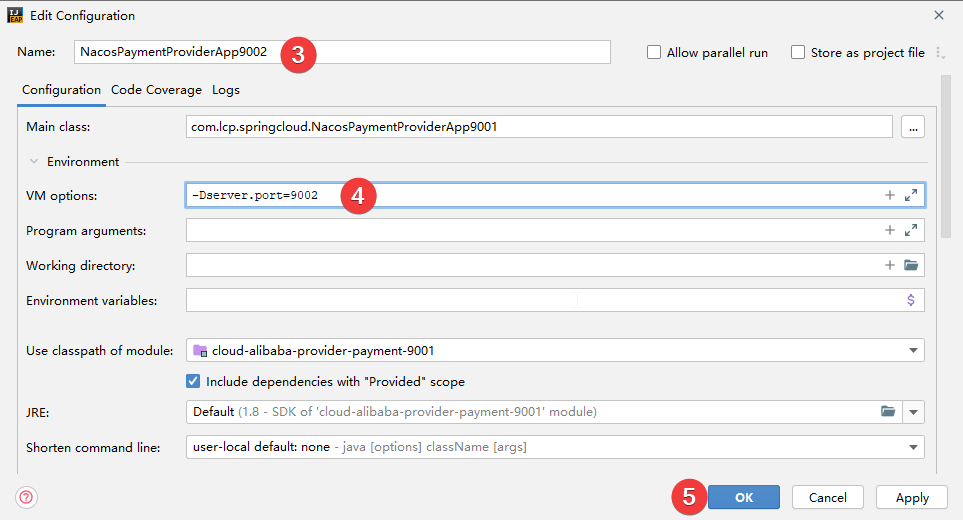 Edit Configuration
Name: NacosPaymentProviderApp9002 3 Allow parallel run Store as project file
Configuration Code Coverage Logs
Main class: com.lcp.springcloud.NacosPaymentProviderApp9001 ...
Environment
VM options: -Dserver.port=9002 4
Program arguments:
Working directory:
Environment variables: $
Use classpath of module: cloud-alibaba-provider-payment-9001
Include dependencies with "Provided" scope
JRE: Default (1.8 - SDK of 'cloud-alibaba-provider-payment-9001' module)
Shorten command line: user-local default: none - java [options] className [args]
? 5 OK Cancel Apply